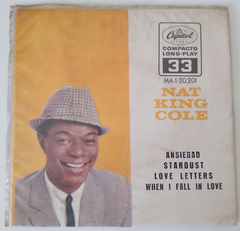 Capitol
COMPACTO
LONG-PLAY
33
MA 1-20.201
NAT
KING
COLE
ANSIEDAD
STARDUST
LOVE LETTERS
WHEN I FALL IN LOVE